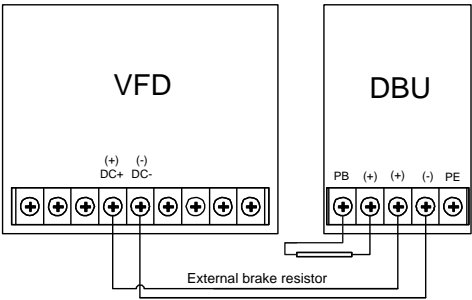 VFD
DBU
(+) (-)
DC+ DC-
PB (+) (+) (-) PE
External brake resistor